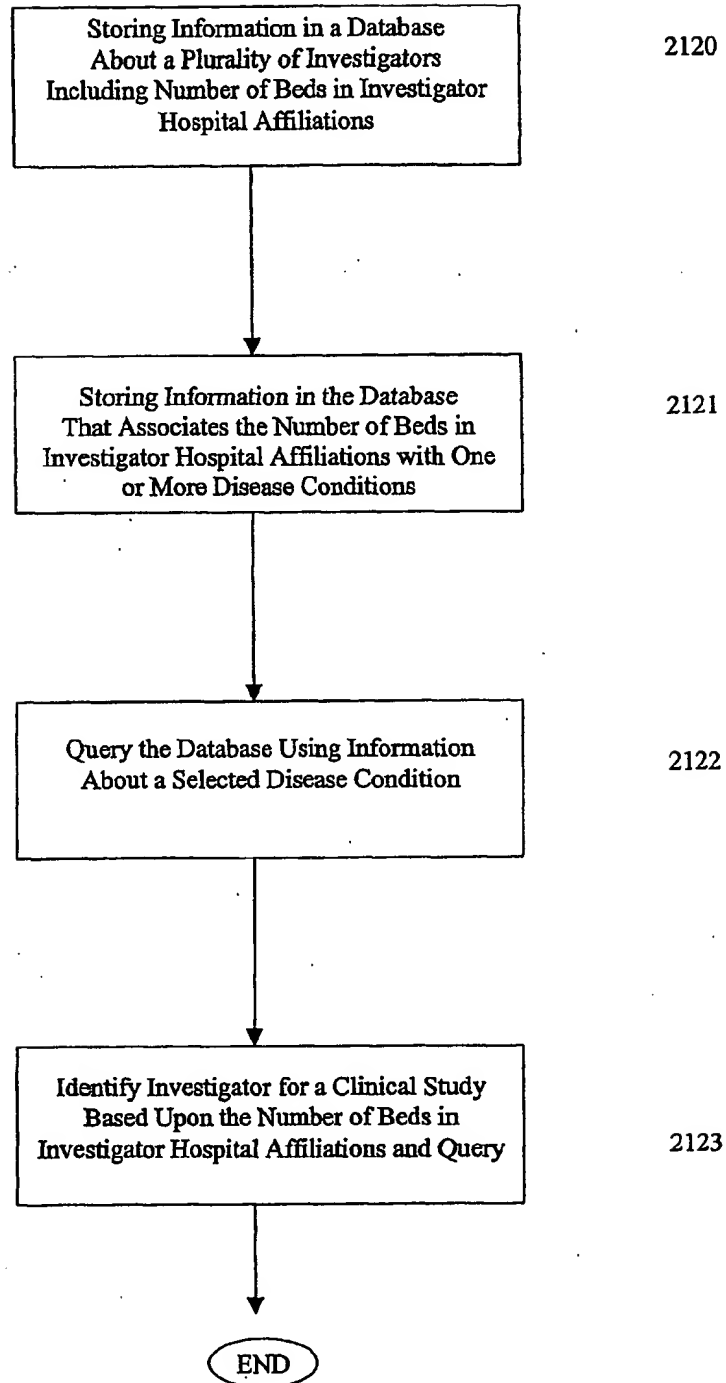 Storing Information in a Database
About a Plurality of Investigators
Including Number of Beds in Investigator
Hospital Affiliations
2120
Storing Information in the Database
That Associates the Number of Beds in
Investigator Hospital Affiliations with One
or More Disease Conditions
2121
Query the Database Using Information
About a Selected Disease Condition
2122
Identify Investigator for a Clinical Study
Based Upon the Number of Beds in
Investigator Hospital Affiliations and Query
2123
END